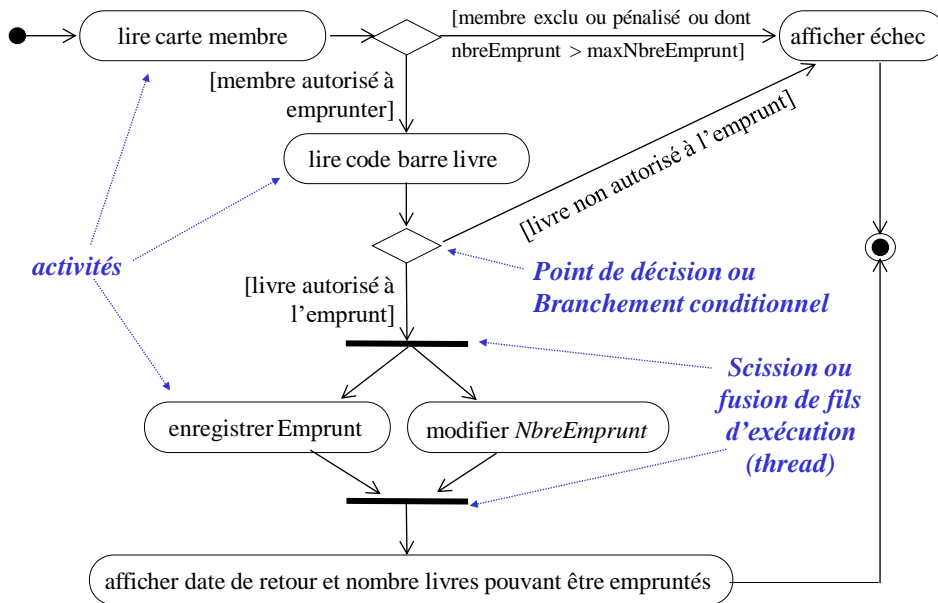 lire carte membre
[membre exclu ou pénalisé ou dont
nbreEmprunt > maxNbreEmprunt]
afficher échec
[membre autorisé à
emprunter]
lire code barre livre
[livre non autorisé à l’emprunt]
activités
Point de décision ou
Branchement conditionnel
[livre autorisé à
l’emprunt]
Scission ou
fusion de fils
d’exécution
(thread)
enregistrer Emprunt
modifier NbreEmprunt
afficher date de retour et nombre livres pouvant être empruntés